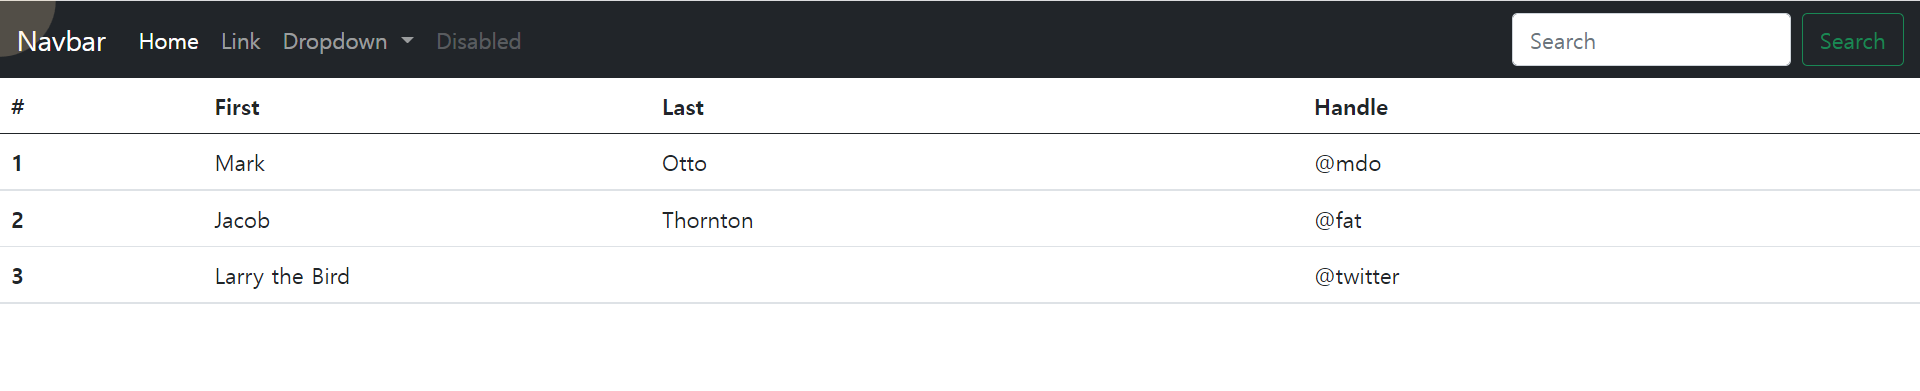 Navbar Home Link Dropdown Disabled Search Search
# First Last Handle
1 Mark Otto @mdo
2 Jacob Thornton @fat
3 Larry the Bird @twitter